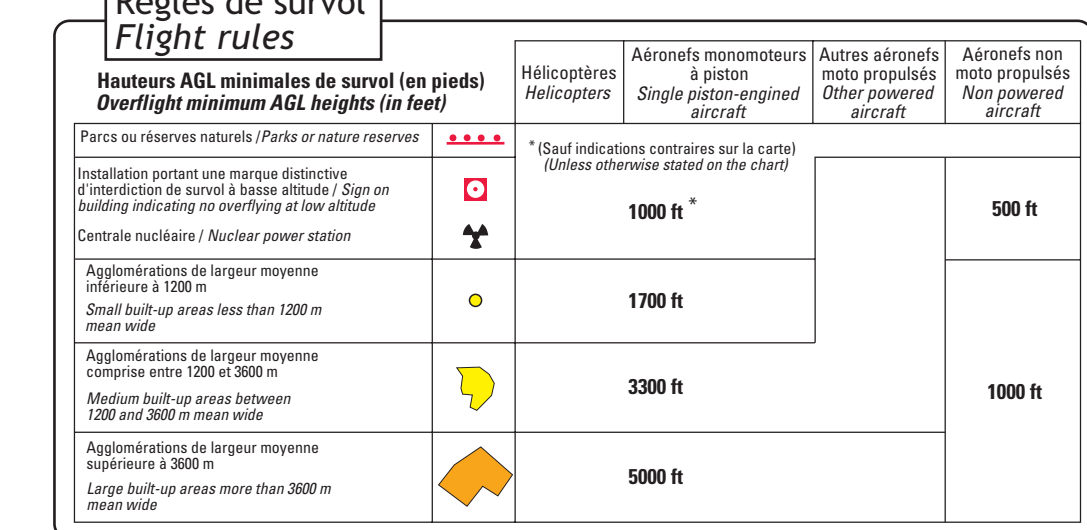 Règles de survol
Flight rules
Hauteurs AGL minimales de survol (en pieds)
Overflight minimum AGL heights (in feet)
Hélicoptères
Helicopters
Aéronefs monomoteurs
à piston
Single piston-engined
aircraft
Autres aéronefs
moto propulsés
Other powered
aircraft
Aéronefs non
moto propulsés
Non powered
aircraft
Parcs ou réserves naturels /Parks or nature reserves
* (Sauf indications contraires sur la carte)
(Unless otherwise stated on the chart)
Installation portant une marque distinctive
d'interdiction de survol à basse altitude / Sign on
building indicating no overflying at low altitude
Centrale nucléaire / Nuclear power station
1000 ft *
500 ft
Agglomérations de largeur moyenne
inférieure à 1200 m
Small built-up areas less than 1200 m
mean wide
1700 ft
Agglomérations de largeur moyenne
comprise entre 1200 et 3600 m
Medium built-up areas between
1200 and 3600 m mean wide
3300 ft
1000 ft
Agglomérations de largeur moyenne
supérieure à 3600 m
Large built-up areas more than 3600 m
mean wide
5000 ft